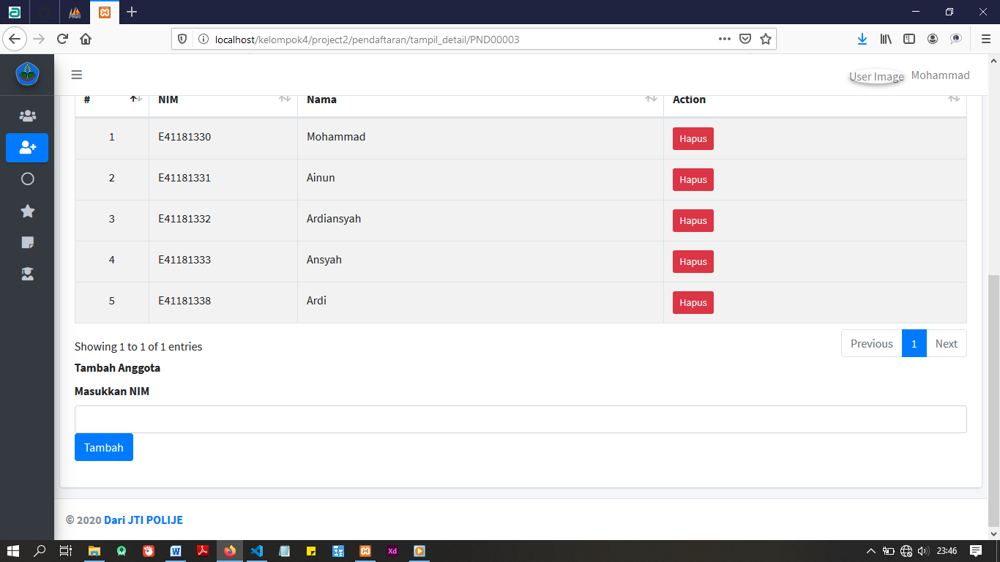 localhost/kelompok4/project2/pendaftaran/tampil_detail/PND00003
User Image Mohammad
# NIM Nama Action
1 E41181330 Mohammad Hapus
2 E41181331 Ainun Hapus
3 E41181332 Ardiansyah Hapus
4 E41181333 Ansyah Hapus
5 E41181338 Ardi Hapus
Showing 1 to 1 of 1 entries Previous 1 Next
Tambah Anggota
Masukkan NIM
Tambah
© 2020 Dari JTI POLIJE
Xd 23:46